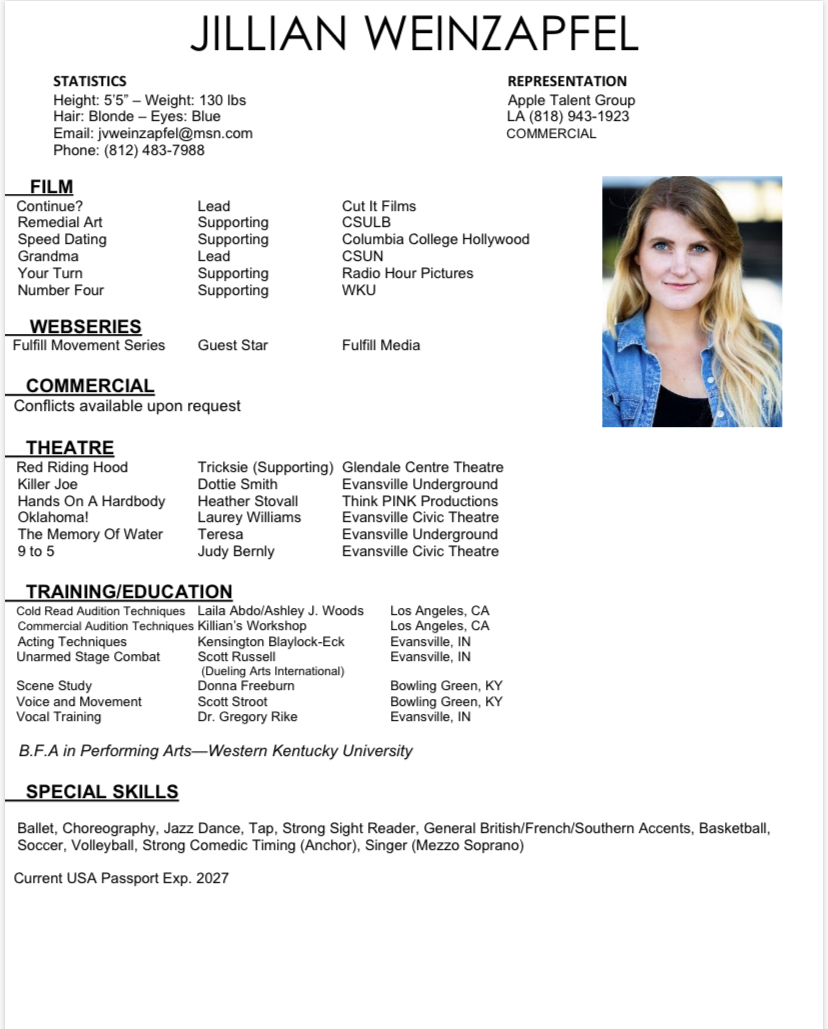 JILLIAN WEINZAPFEL
STATISTICS
Height: 5’5” – Weight: 130 lbs
Hair: Blonde – Eyes: Blue
Email: jvweinzapfel@msn.com
Phone: (812) 483-7988
REPRESENTATION
Apple Talent Group
LA (818) 943-1923
COMMERCIAL
FILM
Continue? Lead Cut It Films
Remedial Art Supporting CSULB
Speed Dating Supporting Columbia College Hollywood
Grandma Lead CSUN
Your Turn Supporting Radio Hour Pictures
Number Four Supporting WKU
WEBSERIES
Fulfill Movement Series Guest Star Fulfill Media
COMMERCIAL
Conflicts available upon request
THEATRE
Red Riding Hood Tricksie (Supporting) Glendale Centre Theatre
Killer Joe Dottie Smith Evansville Underground
Hands On A Hardbody Heather Stovall Think PINK Productions
Oklahoma! Laurey Williams Evansville Civic Theatre
The Memory Of Water Teresa Evansville Underground
9 to 5 Judy Bernly Evansville Civic Theatre
TRAINING/EDUCATION
Cold Read Audition Techniques Laila Abdo/Ashley J. Woods Los Angeles, CA
Commercial Audition Techniques Killian’s Workshop Los Angeles, CA
Acting Techniques Kensington Blaylock-Eck Evansville, IN
Unarmed Stage Combat Scott Russell Evansville, IN
(Dueling Arts International)
Scene Study Donna Freeburn Bowling Green, KY
Voice and Movement Scott Stroot Bowling Green, KY
Vocal Training Dr. Gregory Rike Evansville, IN
B.F.A in Performing Arts—Western Kentucky University
SPECIAL SKILLS
Ballet, Choreography, Jazz Dance, Tap, Strong Sight Reader, General British/French/Southern Accents, Basketball,
Soccer, Volleyball, Strong Comedic Timing (Anchor), Singer (Mezzo Soprano)
Current USA Passport Exp. 2027